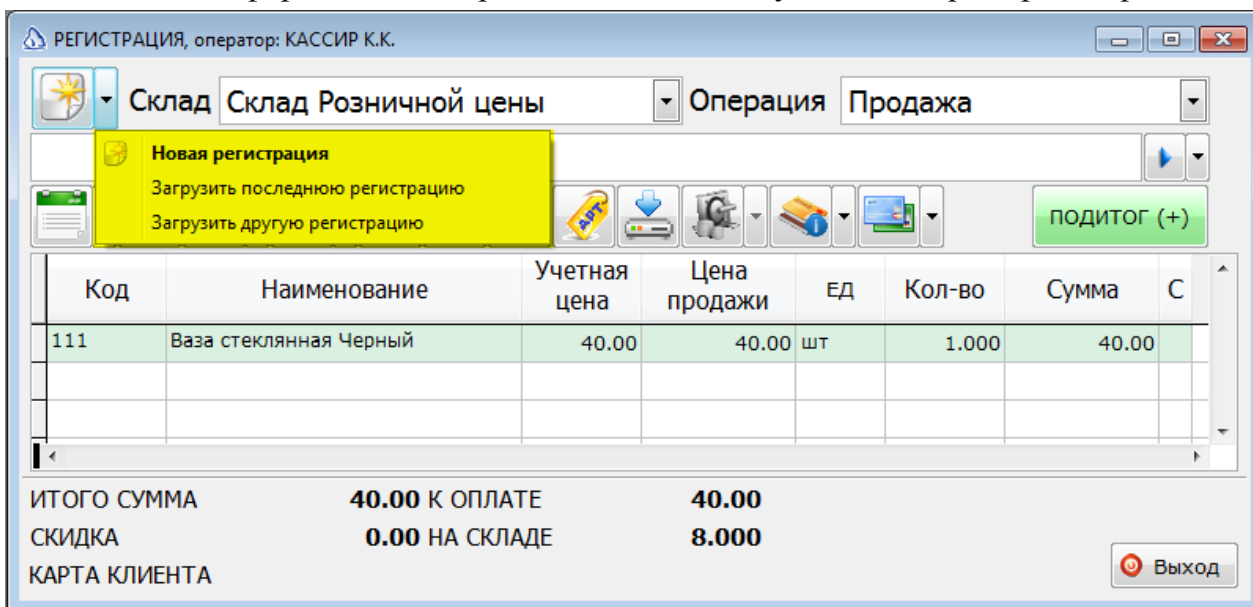 РЕГИСТРАЦИЯ, оператор: КАССИР К.К.
Склад Склад Розничной цены Операция Продажа
Новая регистрация
Загрузить последнюю регистрацию
Загрузить другую регистрацию
АРТ
ПОДИТОГ (+)
Код Наименование Учетная цена Цена продажи ЕД Кол-во Сумма С
111 Ваза стеклянная Черный 40.00 40.00 шт 1.000 40.00
ИТОГО СУММА 40.00 К ОПЛАТЕ 40.00
СКИДКА 0.00 НА СКЛАДЕ 8.000
КАРТА КЛИЕНТА
Выход